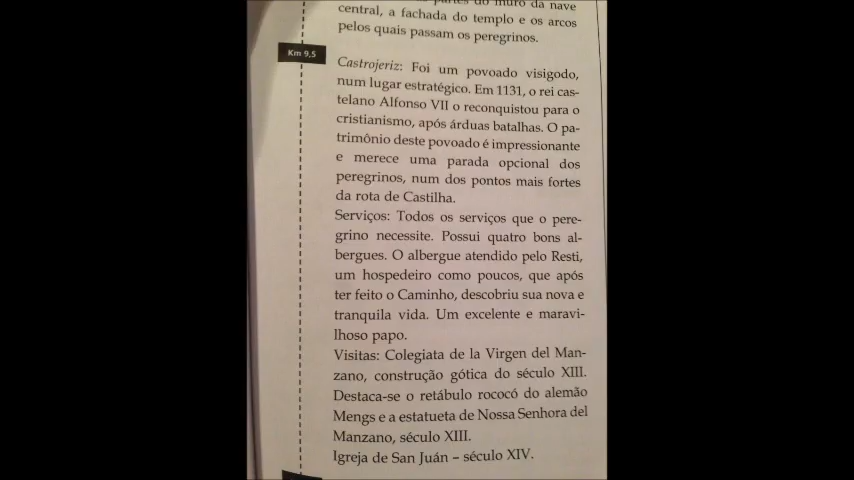 do muro da nave
central, a fachada do templo e os arcos
pelos quais passam os peregrinos.
Km 9,5
Castrojeriz: Foi um povoado visigodo,
num lugar estratégico. Em 1131, o rei cas-
telano Alfonso VII o reconquistou para o
cristianismo, após árduas batalhas. O pa-
trimônio deste povoado é impressionante
e merece uma parada opcional dos
peregrinos, num dos pontos mais fortes
da rota de Castilha.
Serviços: Todos os serviços que o pere-
grino necessite. Possui quatro bons al-
bergues. O albergue atendido pelo Resti,
um hospedeiro como poucos, que após
ter feito o Caminho, descobriu sua nova e
tranquila vida. Um excelente e maravi-
lhoso papo.
Visitas: Colegiata de la Virgen del Man-
zano, construção gótica do século XIII.
Destaca-se o retábulo rococó do alemão
Mengs e a estatueta de Nossa Senhora del
Manzano, século XIII.
Igreja de San Juán – século XIV.